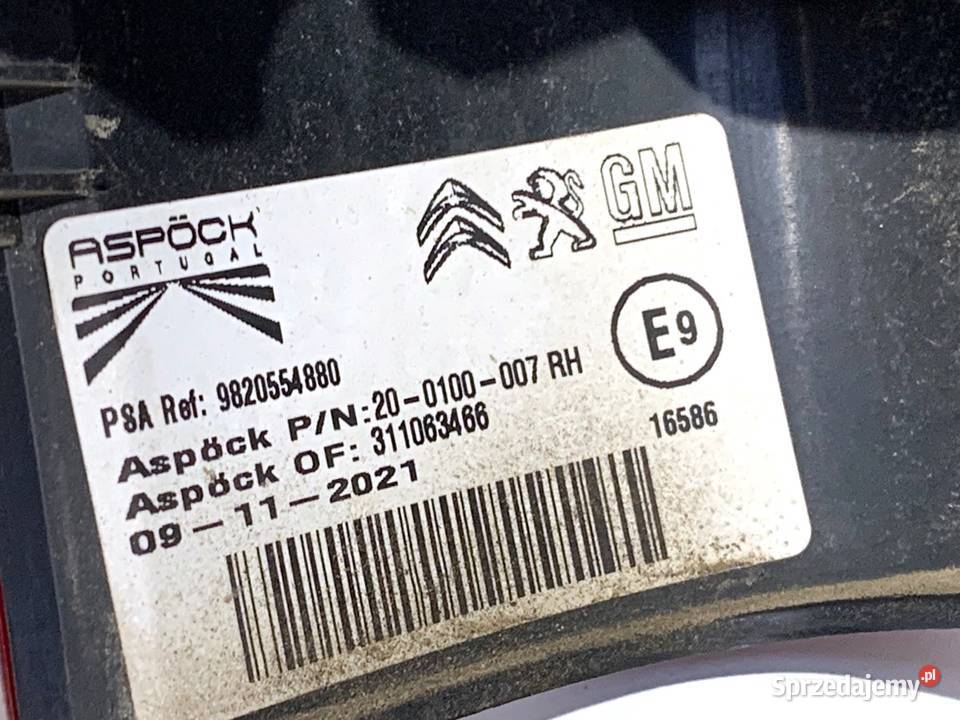 ASPÖCK
PORTUGAL
GM
E9
PSA Ref: 9820554880
Aspöck P/N:20-0100-007 RH
Aspöck OF: 311063466
16586
09-11-2021
Sprzedajemy.pl